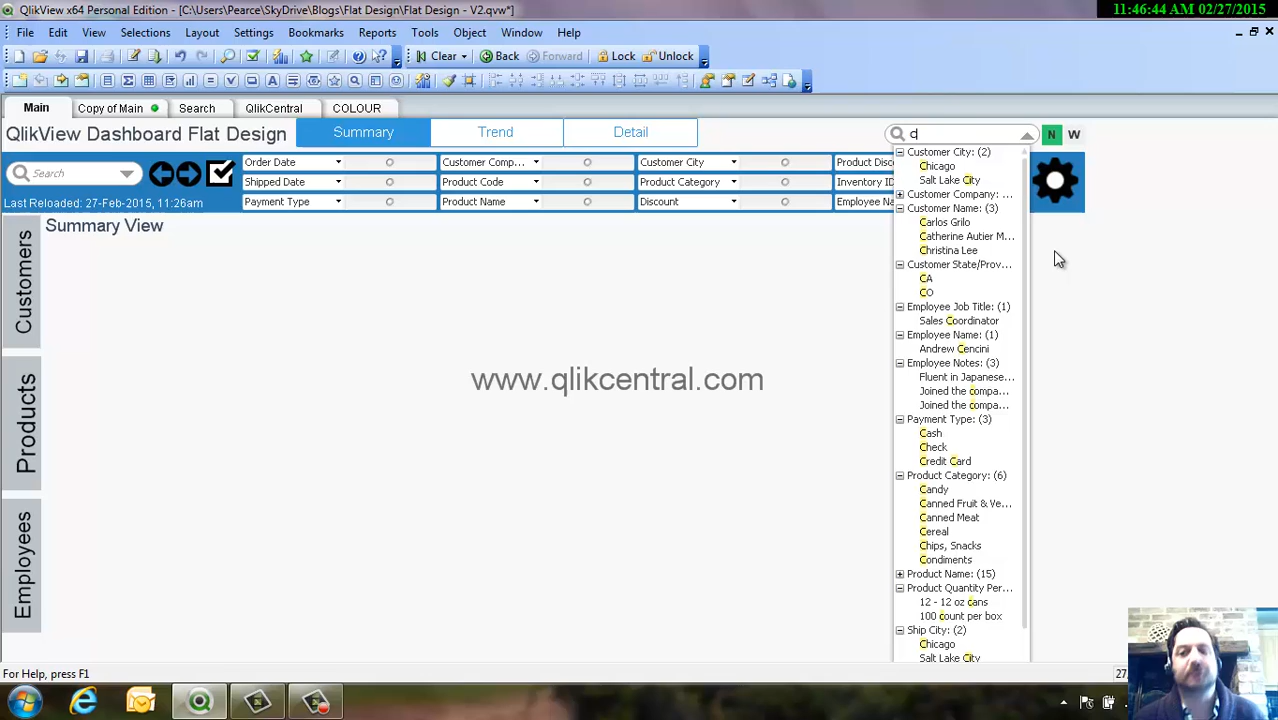 QlikView x64 Personal Edition - [C:\Users\Pearce\SkyDrive\Blogs\Flat Design\Flat Design - V2.qvw*]
11:46:44 AM 02/27/2015
File Edit View Selections Layout Settings Bookmarks Reports Tools Object Window Help
Clear Back Forward Lock Unlock
Main Copy of Main Search QlikCentral COLOUR
QlikView Dashboard Flat Design Summary Trend Detail c N W
Search
Order Date Customer Comp... Customer City Product Disco
Shipped Date Product Code Product Category Inventory ID
Payment Type Product Name Discount Employee Na
Last Reloaded: 27-Feb-2015, 11:26am
Summary View
Customers
Products
Employees
www.qlikcentral.com
Customer City: (2)
Chicago
Salt Lake City
Customer Company: ...
Customer Name: (3)
Carlos Grilo
Catherine Autier M...
Christina Lee
Customer State/Prov...
CA
CO
Employee Job Title: (1)
Sales Coordinator
Employee Name: (1)
Andrew Cencini
Employee Notes: (3)
Fluent in Japanese...
Joined the compa...
Joined the compa...
Payment Type: (3)
Cash
Check
Credit Card
Product Category: (6)
Candy
Canned Fruit & Ve...
Canned Meat
Cereal
Chips, Snacks
Condiments
Product Name: (15)
Product Quantity Per...
12 - 12 oz cans
100 count per box
Ship City: (2)
Chicago
Salt Lake City
For Help, press F1
27,